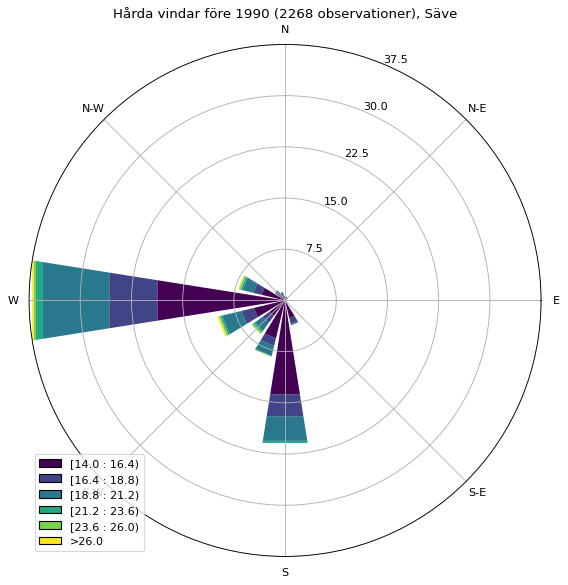 Hårda vindar före 1990 (2268 observationer), Säve
N
37.5
N-W
30.0
N-E
22.5
15.0
7.5
W
E
[14.0 : 16.4)
[16.4 : 18.8)
[18.8 : 21.2)
[21.2 : 23.6)
[23.6 : 26.0)
>26.0
S-E
S